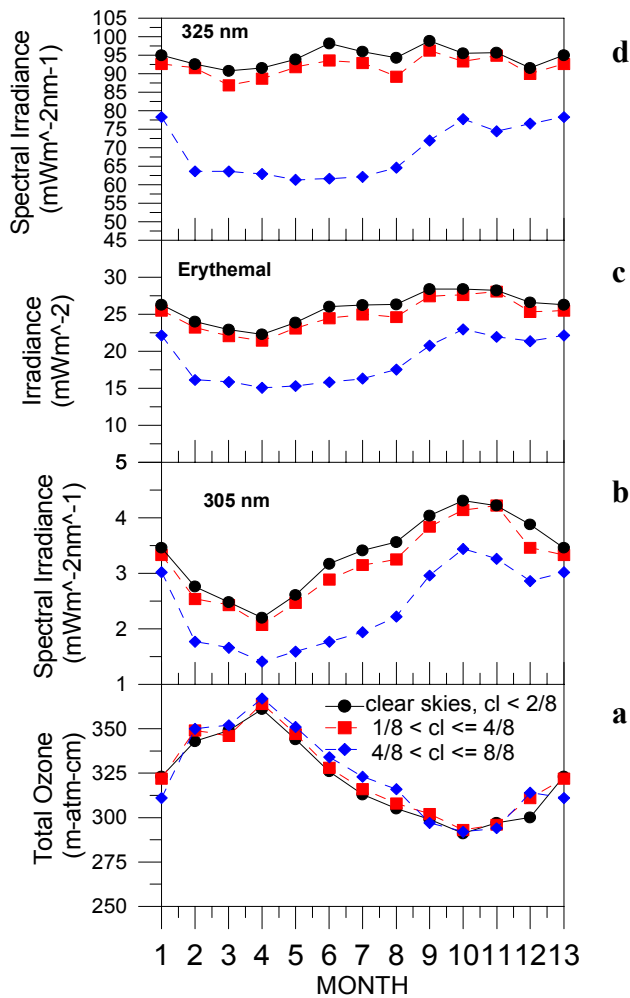 105
100
95
90
85
80
75
70
65
60
55
50
45
325 nm
Spectral Irradiance
(mWm^-2nm-1)
d
30
25
20
15
10
Erythemal
Irradiance
(mWm^-2)
c
5
4
3
2
1
305 nm
Spectral Irradiance
(mWm^-2nm^-1)
b
350
325
300
275
250
clear skies, cl < 2/8
1/8 < cl <= 4/8
4/8 < cl <= 8/8
Total Ozone
(m-atm-cm)
a
1 2 3 4 5 6 7 8 9 10 11 12 13
MONTH